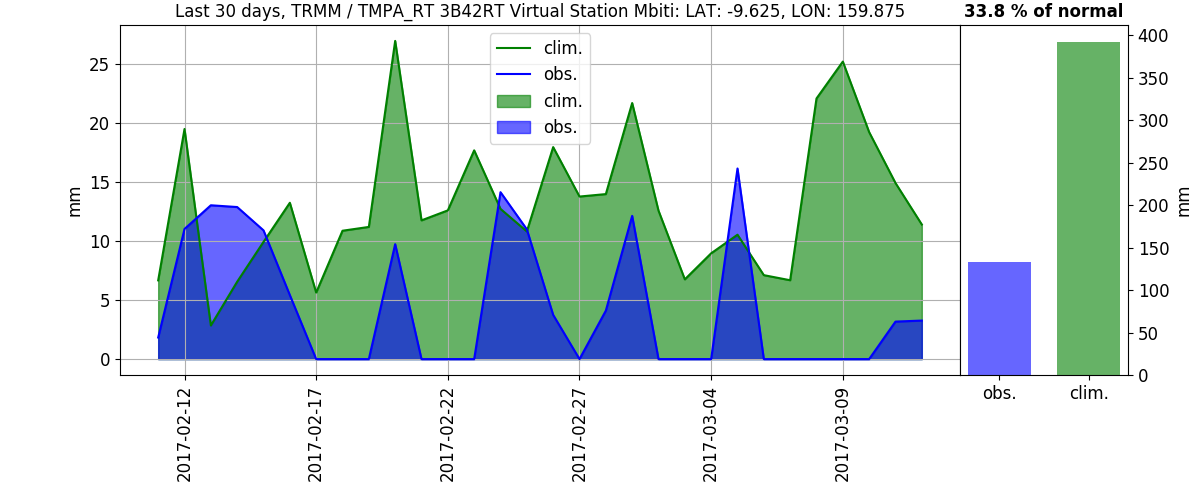 Last 30 days, TRMM / TMPA_RT 3B42RT Virtual Station Mbiti: LAT: -9.625, LON: 159.875
33.8 % of normal
clim.
obs.
clim.
obs.
25
20
15
10
5
0
mm
2017-02-12
2017-02-17
2017-02-22
2017-02-27
2017-03-04
2017-03-09
400
350
300
250
200
150
100
50
0
mm
obs.
clim.